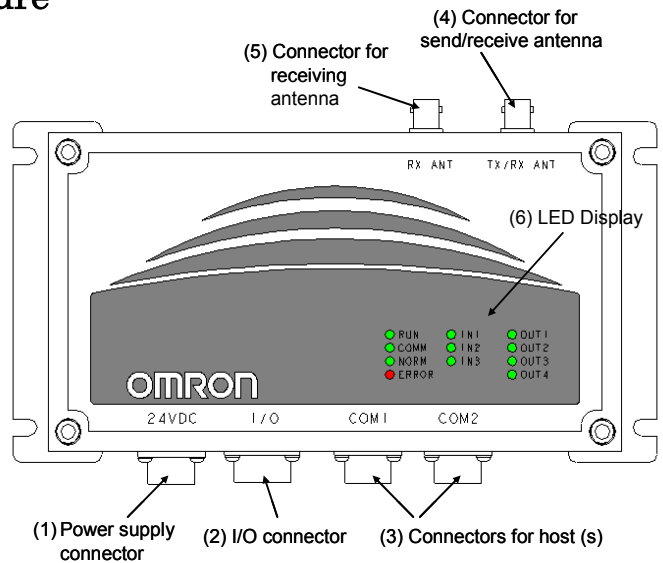 (4) Connector for
send/receive antenna
(5) Connector for
receiving
antenna
RX ANT TX/RX ANT
(6) LED Display
RUN IN1 OUT1
COMM IN2 OUT2
NORM IN3 OUT3
ERROR OUT4
OMRON
24VDC I/O COM1 COM2
(1) Power supply
connector
(2) I/O connector
(3) Connectors for host (s)